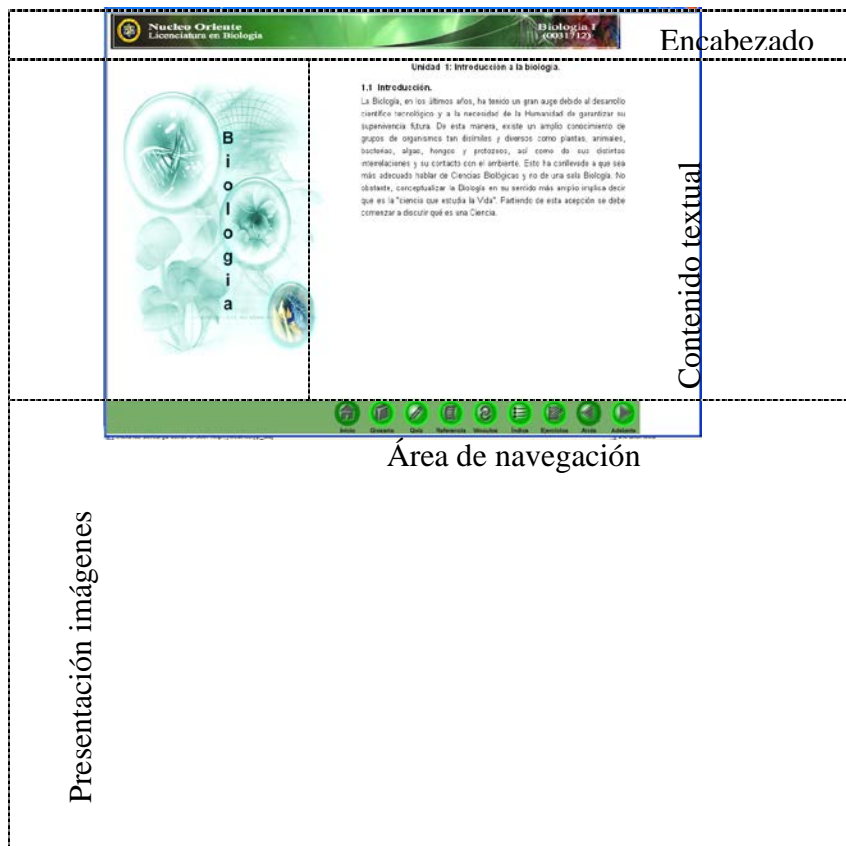 Nucleo Oriente
Licenciatura en Biología
Biología I
(0031712)
Encabezado
Unidad 1: Introducción a la biología.
1.1 Introducción.
La Biología, en los últimos años, ha tenido un gran auge debido al desarrollo
científico tecnológico y a la necesidad de la Humanidad de garantizar su
supervivencia futura. De esta manera, existe un amplio conocimiento de
grupos de organismos tan disímiles y diversos como plantas, animales,
bacterias, algas, hongos y protozoos, así como de sus distintas
interrelaciones y su contacto con el ambiente. Esto ha conllevado a que sea
más adecuado hablar de Ciencias Biológicas y no de una sola Biología. No
obstante, conceptualizar la Biología en su sentido más amplio implica decir
que es la "ciencia que estudia la Vida". Partiendo de esta acepción se debe
comenzar a discutir qué es una Ciencia.
Biologia
Contenido textual
Inicio Glosario Quiz Referencia Vínculos Índice Ejercicios Atrás Adelante
Área de navegación
Presentación imágenes